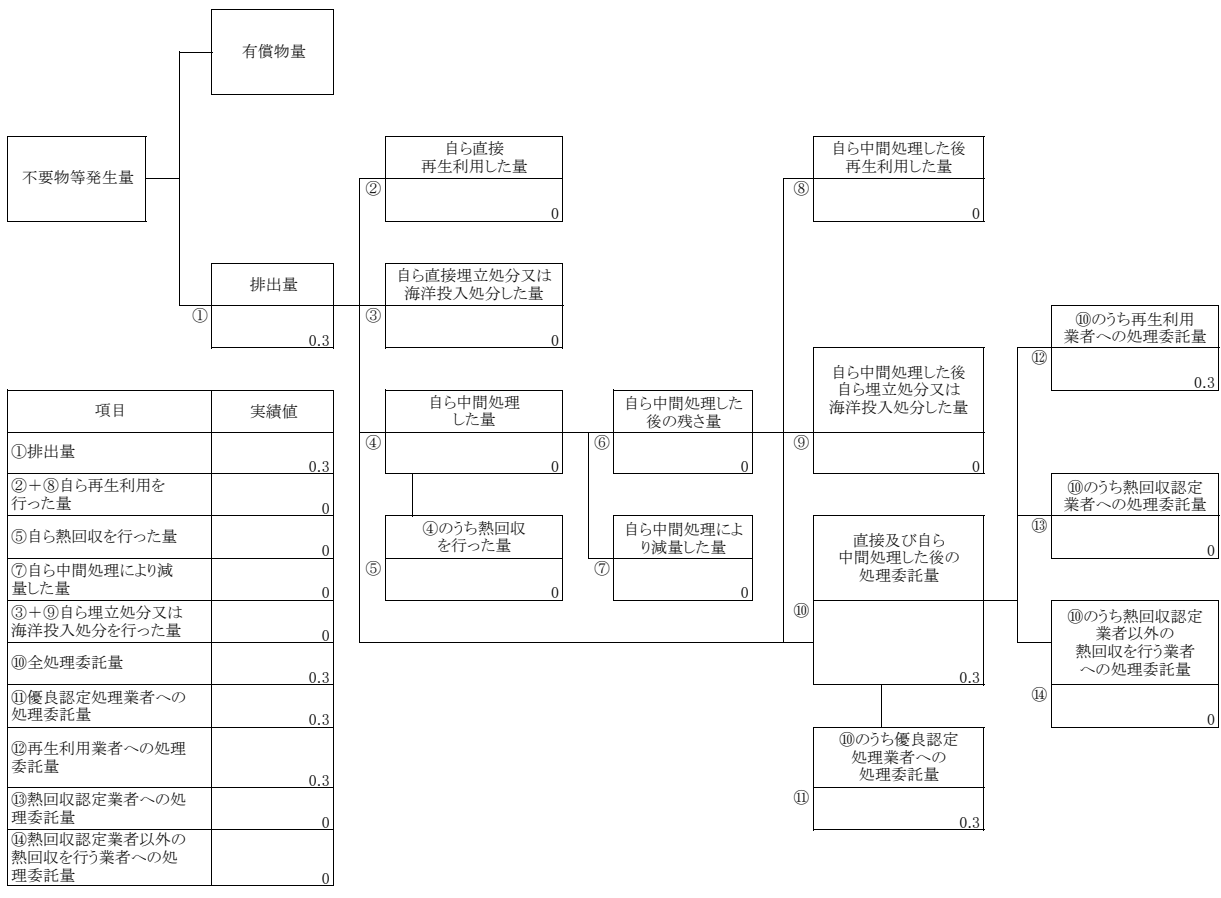 有償物量
不要物等発生量
排出量
①
0.3
自ら直接
再生利用した量
②
0
自ら直接埋立処分又は
海洋投入処分した量
③
0
自ら中間処理
した量
④
0
④のうち熱回収
を行った量
⑤
0
自ら中間処理した
後の残さ量
⑥
0
自ら中間処理によ
り減量した量
⑦
0
自ら中間処理した後
再生利用した量
⑧
0
自ら中間処理した後
自ら埋立処分又は
海洋投入処分した量
⑨
0
直接及び自ら
中間処理した後の
処理委託量
⑩
0.3
⑩のうち優良認定
処理業者への
処理委託量
⑪
0.3
⑩のうち再生利用
業者への処理委託量
⑫
0.3
⑩のうち熱回収認定
業者への処理委託量
⑬
0
⑩のうち熱回収認定
業者以外の
熱回収を行う業者
への処理委託量
⑭
0
項目 実績値
①排出量
0.3
②+⑧自ら再生利用を
行った量
0
⑤自ら熱回収を行った量
0
⑦自ら中間処理により減
量した量
0
③+⑨自ら埋立処分又は
海洋投入処分を行った量
0
⑩全処理委託量
0.3
⑪優良認定処理業者への
処理委託量
0.3
⑫再生利用業者への処理
委託量
0.3
⑬熱回収認定業者への処
理委託量
0
⑭熱回収認定業者以外の
熱回収を行う業者への処
理委託量
0